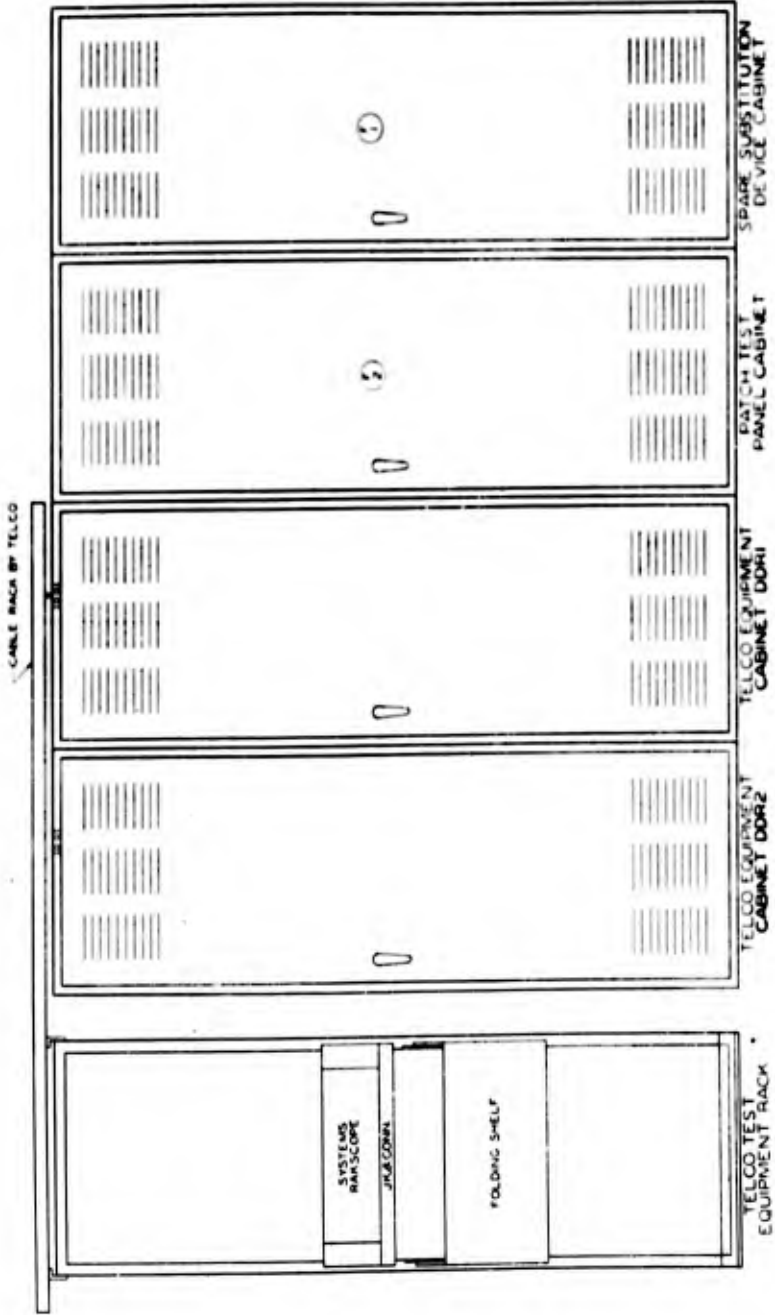 CABLE RACK BY TELCO
SYSTEMS
RAKSCOPE
JK&CONN.
FOLDING SHELF
TELCO TEST
EQUIPMENT RACK *
TELCO EQUIPMENT
CABINET DDR2
TELCO EQUIPMENT
CABINET DDR1
PATCH TEST
PANEL CABINET
SPARE SUBSTITUTION
DEVICE CABINET